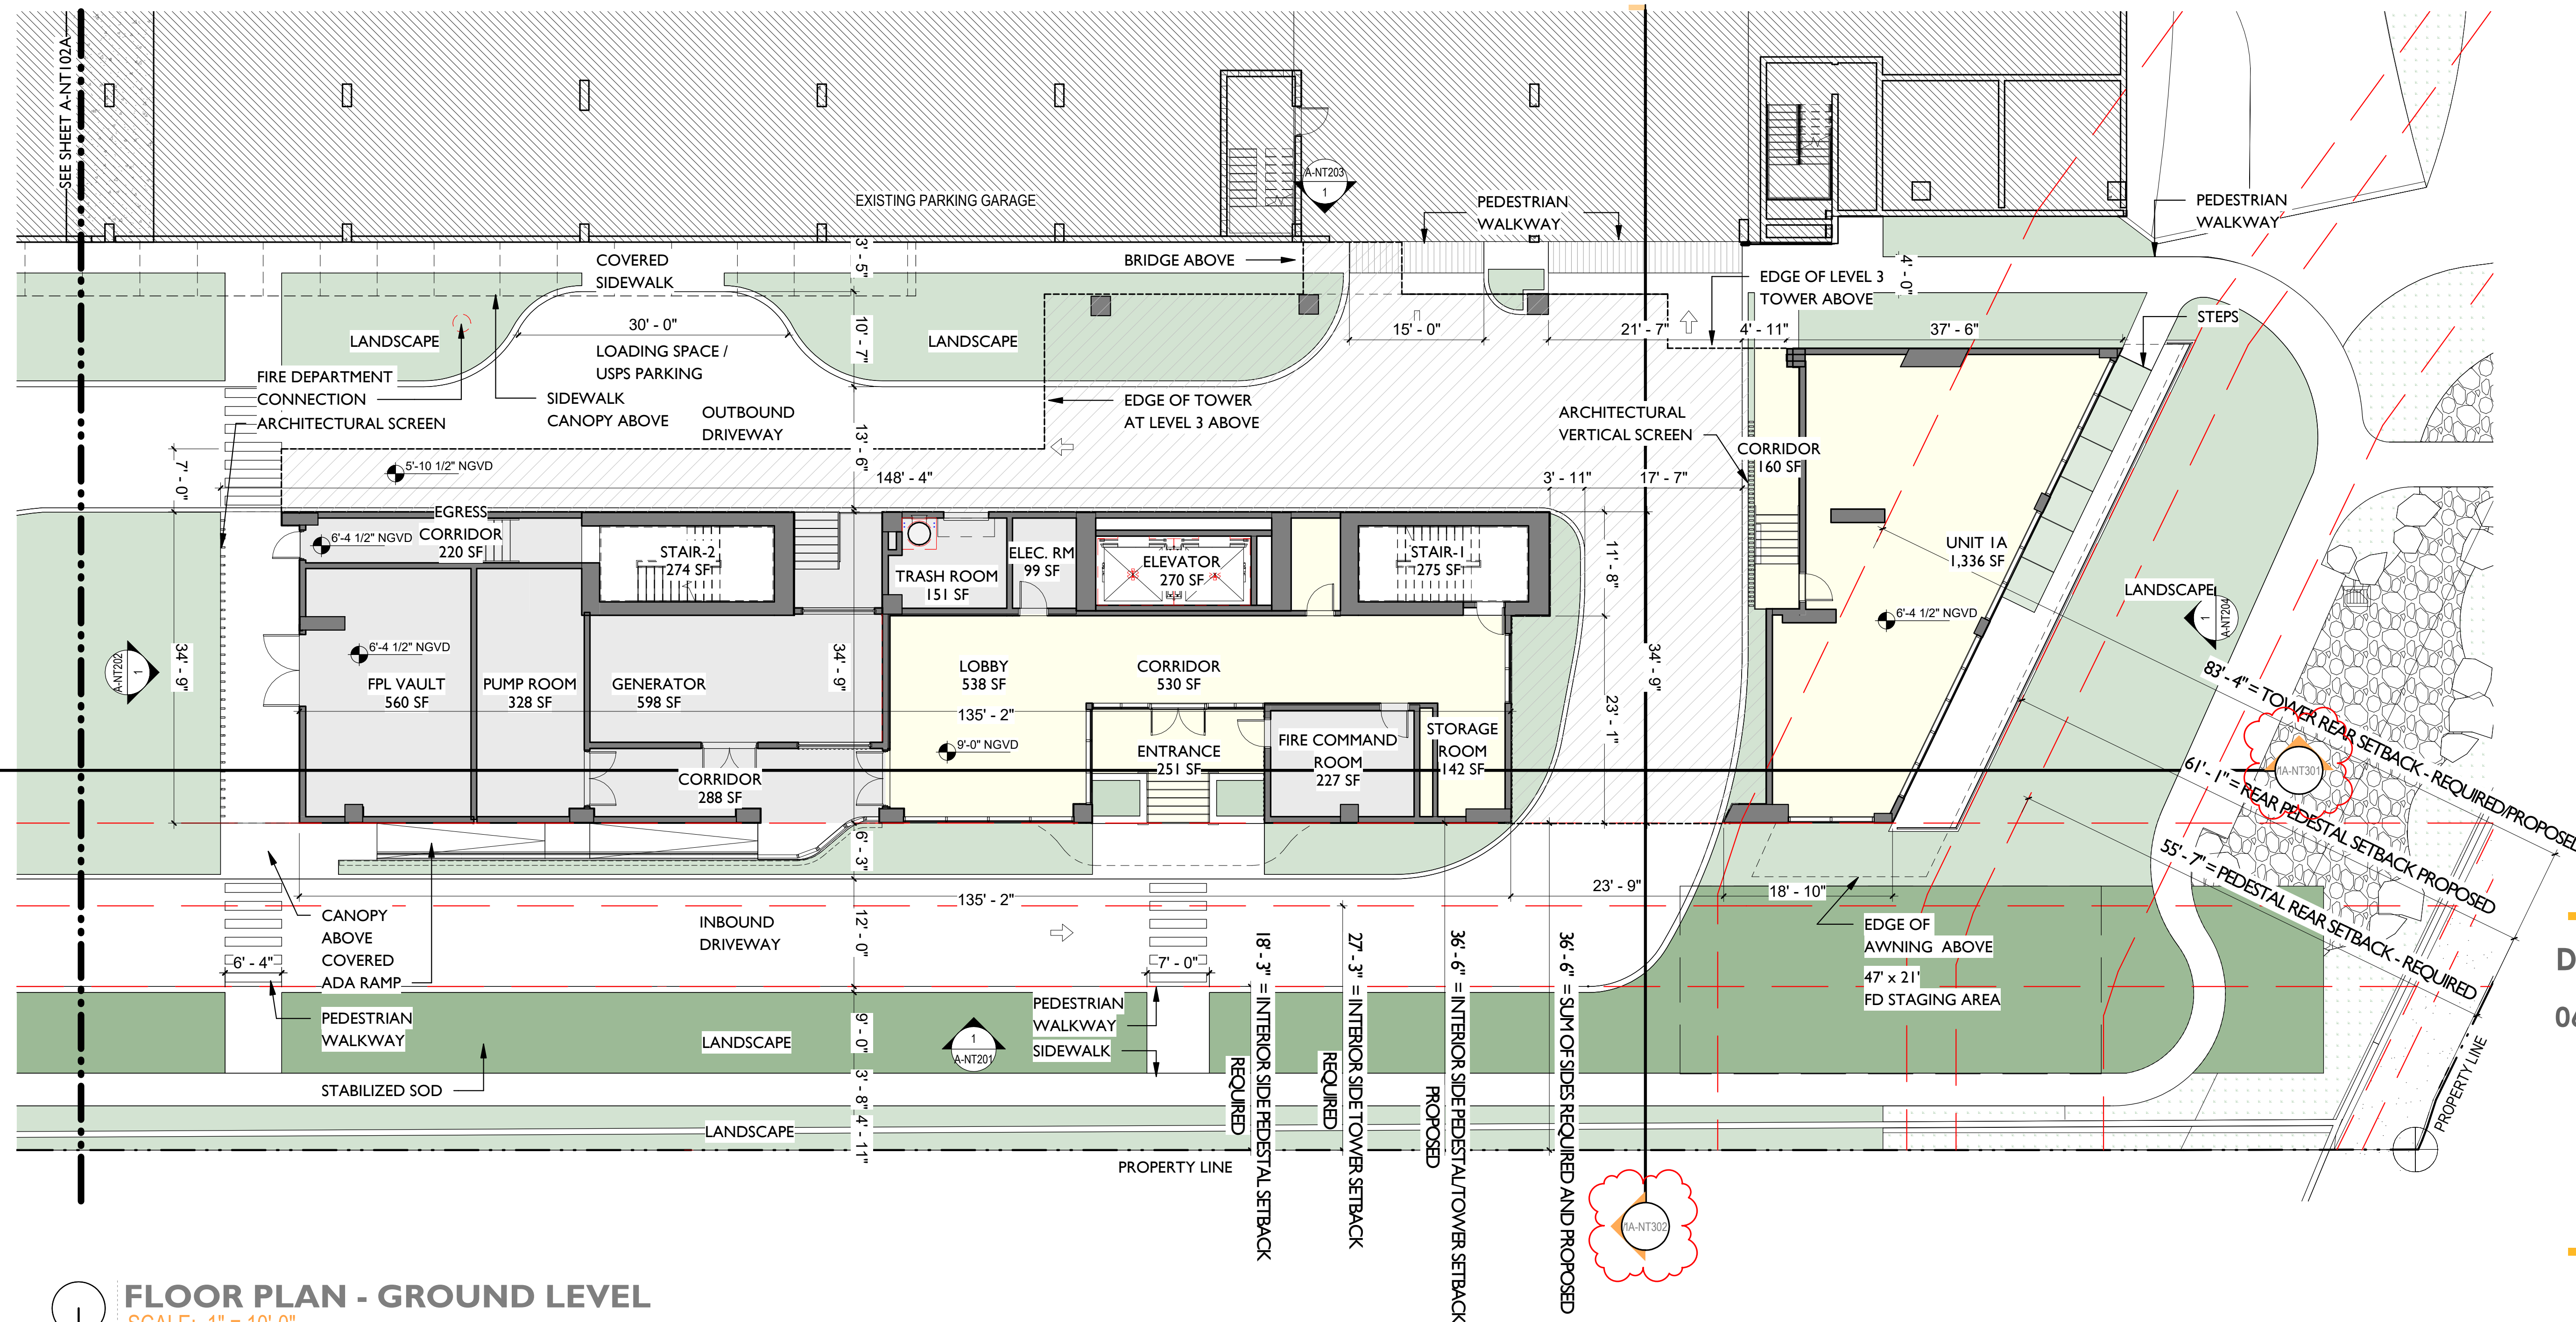 SEE SHEET A-NT102A
EXISTING PARKING GARAGE
A-NT203
1
PEDESTRIAN
WALKWAY
PEDESTRIAN
WALKWAY
COVERED
SIDEWALK
3' - 5"
BRIDGE ABOVE
EDGE OF LEVEL 3
TOWER ABOVE
4' - 0"
STEPS
LANDSCAPE
30' - 0"
10' - 7"
LANDSCAPE
15' - 0"
21' - 7"
4' - 11"
37' - 6"
LOADING SPACE /
USPS PARKING
FIRE DEPARTMENT
CONNECTION
ARCHITECTURAL SCREEN
SIDEWALK
CANOPY ABOVE
OUTBOUND
DRIVEWAY
EDGE OF TOWER
AT LEVEL 3 ABOVE
ARCHITECTURAL
VERTICAL SCREEN
13' - 6"
CORRIDOR
160 SF
7' - 0"
5'-10 1/2" NGVD
148' - 4"
3' - 11"
17' - 7"
EGRESS
CORRIDOR
220 SF
6'-4 1/2" NGVD
STAIR-2
274 SF
TRASH ROOM
151 SF
ELEC. RM
99 SF
ELEVATOR
270 SF
STAIR-1
275 SF
11' - 8"
UNIT 1A
1,336 SF
6'-4 1/2" NGVD
LANDSCAPE
1
A-NT204
A-NT202
1
34' - 9"
6'-4 1/2" NGVD
FPL VAULT
560 SF
PUMP ROOM
328 SF
GENERATOR
598 SF
34' - 9"
LOBBY
538 SF
135' - 2"
CORRIDOR
530 SF
34' - 9"
23' - 1"
9'-0" NGVD
ENTRANCE
251 SF
FIRE COMMAND
ROOM
227 SF
STORAGE
ROOM
142 SF
CORRIDOR
288 SF
83' - 4" = TOWER REAR SETBACK - REQUIRED/PROPOSED
61' - 1" = REAR PEDESTAL SETBACK PROPOSED
55' - 7" = PEDESTAL REAR SETBACK - REQUIRED
1A-NT301
6' - 3"
135' - 2"
23' - 9"
18' - 10"
CANOPY
ABOVE
COVERED
ADA RAMP
INBOUND
DRIVEWAY
12' - 0"
EDGE OF
AWNING ABOVE
47' x 21'
FD STAGING AREA
6' - 4"
7' - 0"
PEDESTRIAN
WALKWAY
LANDSCAPE
9' - 0"
1
A-NT201
PEDESTRIAN
WALKWAY
SIDEWALK
STABILIZED SOD
3' - 8"
4' - 11"
LANDSCAPE
PROPERTY LINE
18' - 3" = INTERIOR SIDE PEDESTAL SETBACK
REQUIRED
27' - 3" = INTERIOR SIDE TOWER SETBACK
REQUIRED
36' - 6" = INTERIOR SIDE PEDESTAL/TOWER SETBACK
PROPOSED
36' - 6" = SUM OF SIDES REQUIRED AND PROPOSED
PROPERTY LINE
1A-NT302
D
06
1
FLOOR PLAN - GROUND LEVEL
SCALE: 1" = 10'-0"